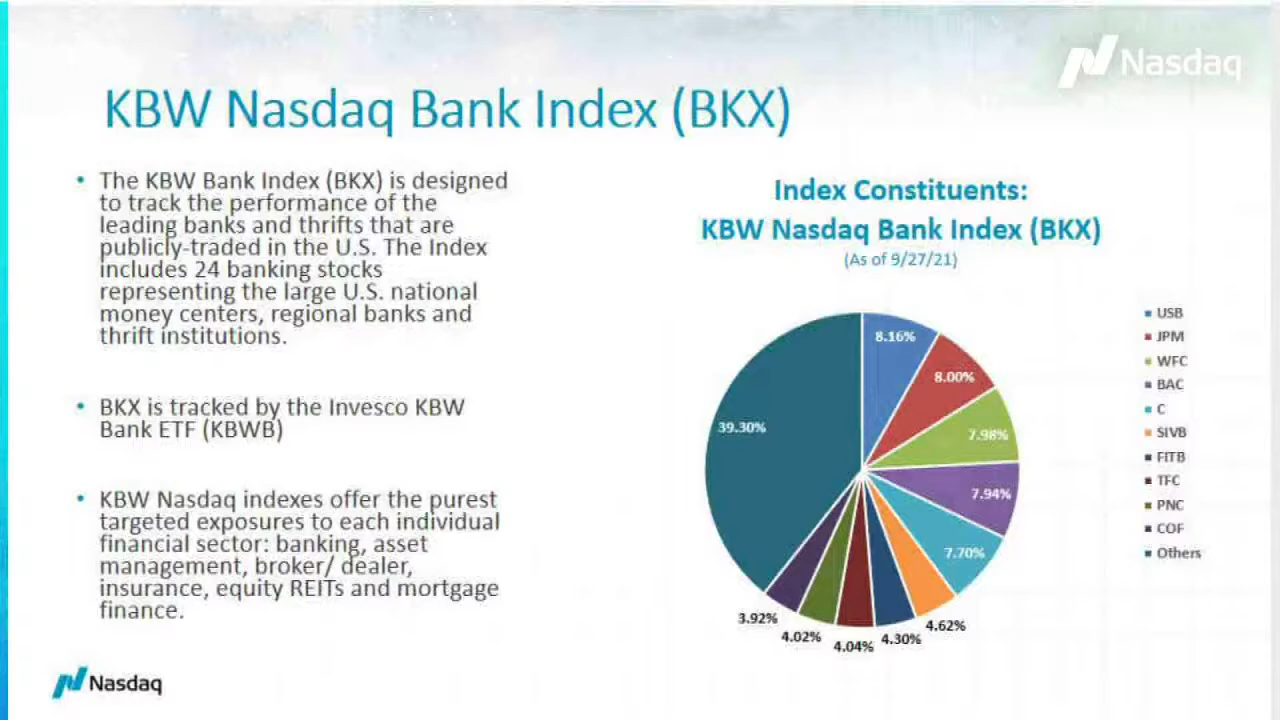 Nasdaq
KBW Nasdaq Bank Index (BKX)
• The KBW Bank Index (BKX) is designed
to track the performance of the
leading banks and thrifts that are
publicly-traded in the U.S. The Index
includes 24 banking stocks
representing the large U.S. national
money centers, regional banks and
thrift institutions.
• BKX is tracked by the Invesco KBW
Bank ETF (KBWB)
• KBW Nasdaq indexes offer the purest
targeted exposures to each individual
financial sector: banking, asset
management, broker/ dealer,
insurance, equity REITs and mortgage
finance.
Index Constituents:
KBW Nasdaq Bank Index (BKX)
(As of 9/27/21)
8.16%
8.00%
7.98%
7.94%
7.70%
4.62%
4.30%
4.04%
4.02%
3.92%
39.30%
USB
JPM
WFC
BAC
C
SIVB
FITB
TFC
PNC
COF
Others
Nasdaq